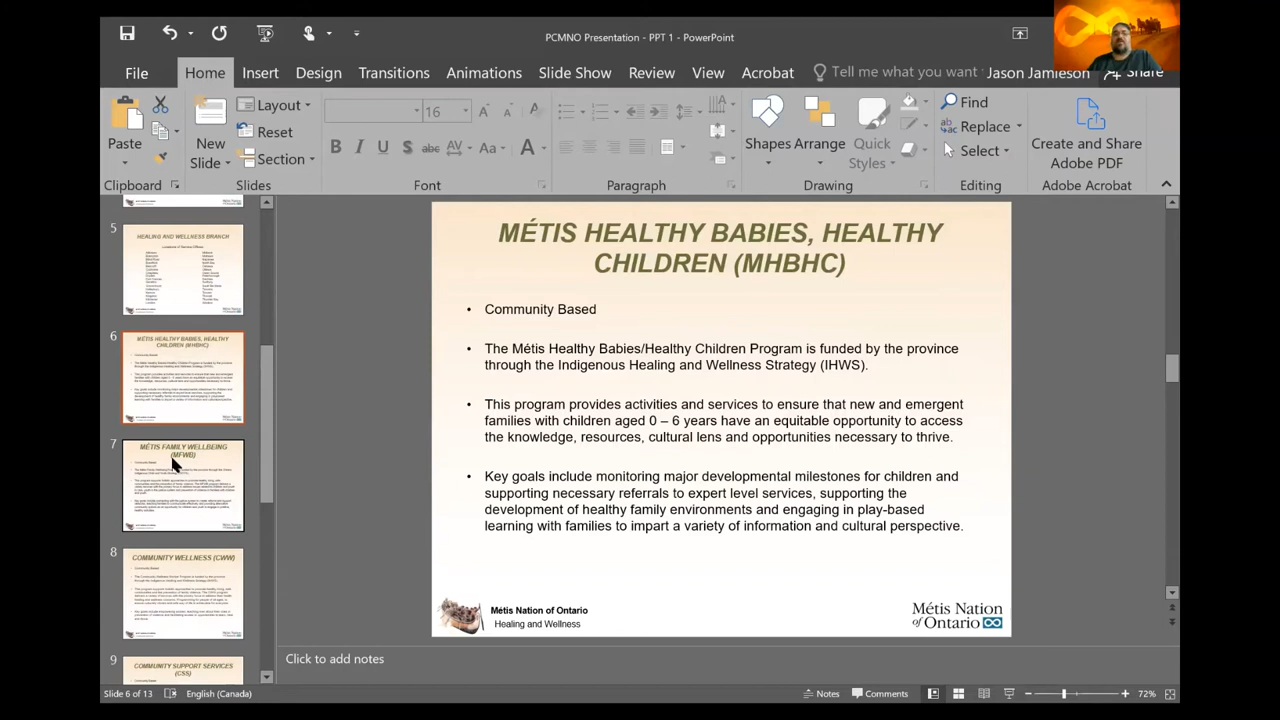 PCMNO Presentation - PPT 1 - PowerPoint
File Home Insert Design Transitions Animations Slide Show Review View Acrobat Tell me what you want Jason Jamieson Share
Paste
Clipboard
New
Slide
Layout
Reset
Section
Slides
16
B I U S abc AV Aa A
Font
Paragraph
Shapes Arrange Quick
Styles
Drawing
Find
Replace
Select
Editing
Create and Share
Adobe PDF
Adobe Acrobat
5
HEALING AND WELLNESS BRANCH
6
MÉTIS HEALTHY BABIES, HEALTHY
CHILDREN (MHBHC)
7
MÉTIS FAMILY WELLBEING
(MFWB)
8
COMMUNITY WELLNESS (CWW)
9
COMMUNITY SUPPORT SERVICES
(CSS)
MÉTIS HEALTHY BABIES, HEALTHY
CHILDREN (MHBHC)
• Community Based
• The Métis Healthy Babies/Healthy Children Program is funded by the province
through the Indigenous Healing and Wellness Strategy (IHWS).
• This program provides activities and services to ensure that new and emergent
families with children aged 0 – 6 years have an equitable opportunity to access
the knowledge, resources, cultural lens and opportunities necessary to thrive.
• Key goals include monitoring major developmental milestones for children and
supporting necessary referral to expert level services, supporting the
development of healthy family environments and engaging in play-based
learning with families to impart a variety of information and cultural perspective.
Métis Nation of Ontario
Healing and Wellness
Métis Nation
of Ontario
Click to add notes
Slide 6 of 13 English (Canada) Notes Comments 72%